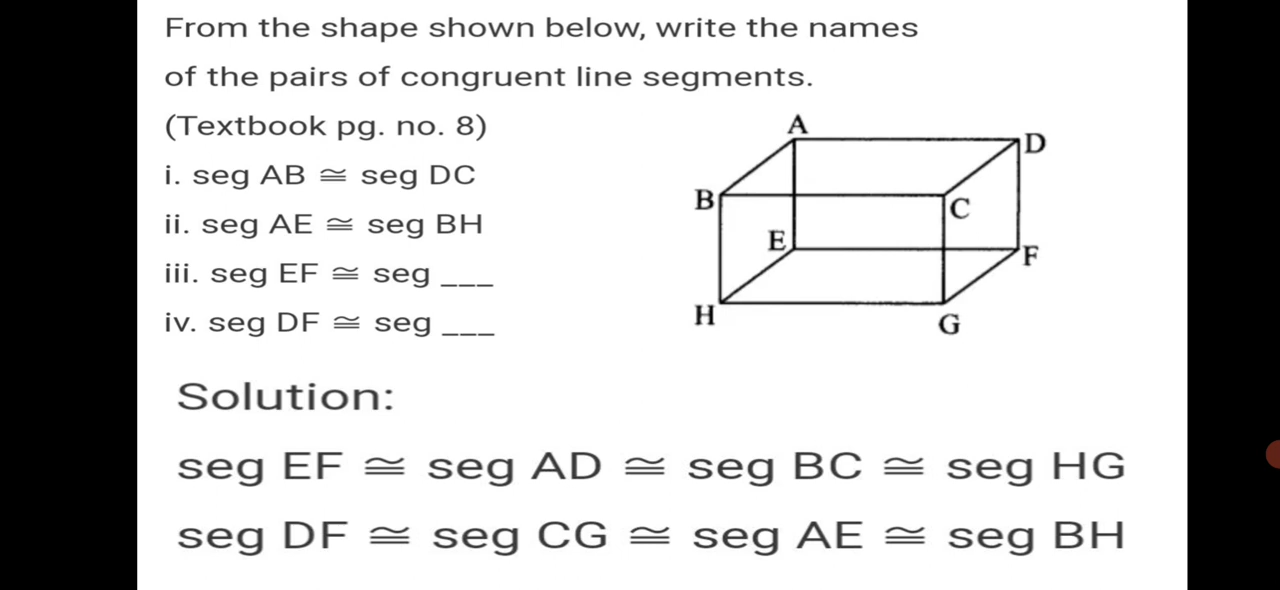 From the shape shown below, write the names
of the pairs of congruent line segments.
(Textbook pg. no. 8)
i. seg AB ≅ seg DC
ii. seg AE ≅ seg BH
iii. seg EF ≅ seg ___
iv. seg DF ≅ seg ___
A
D
B
C
E
F
H
G
Solution:
seg EF ≅ seg AD ≅ seg BC ≅ seg HG
seg DF ≅ seg CG ≅ seg AE ≅ seg BH